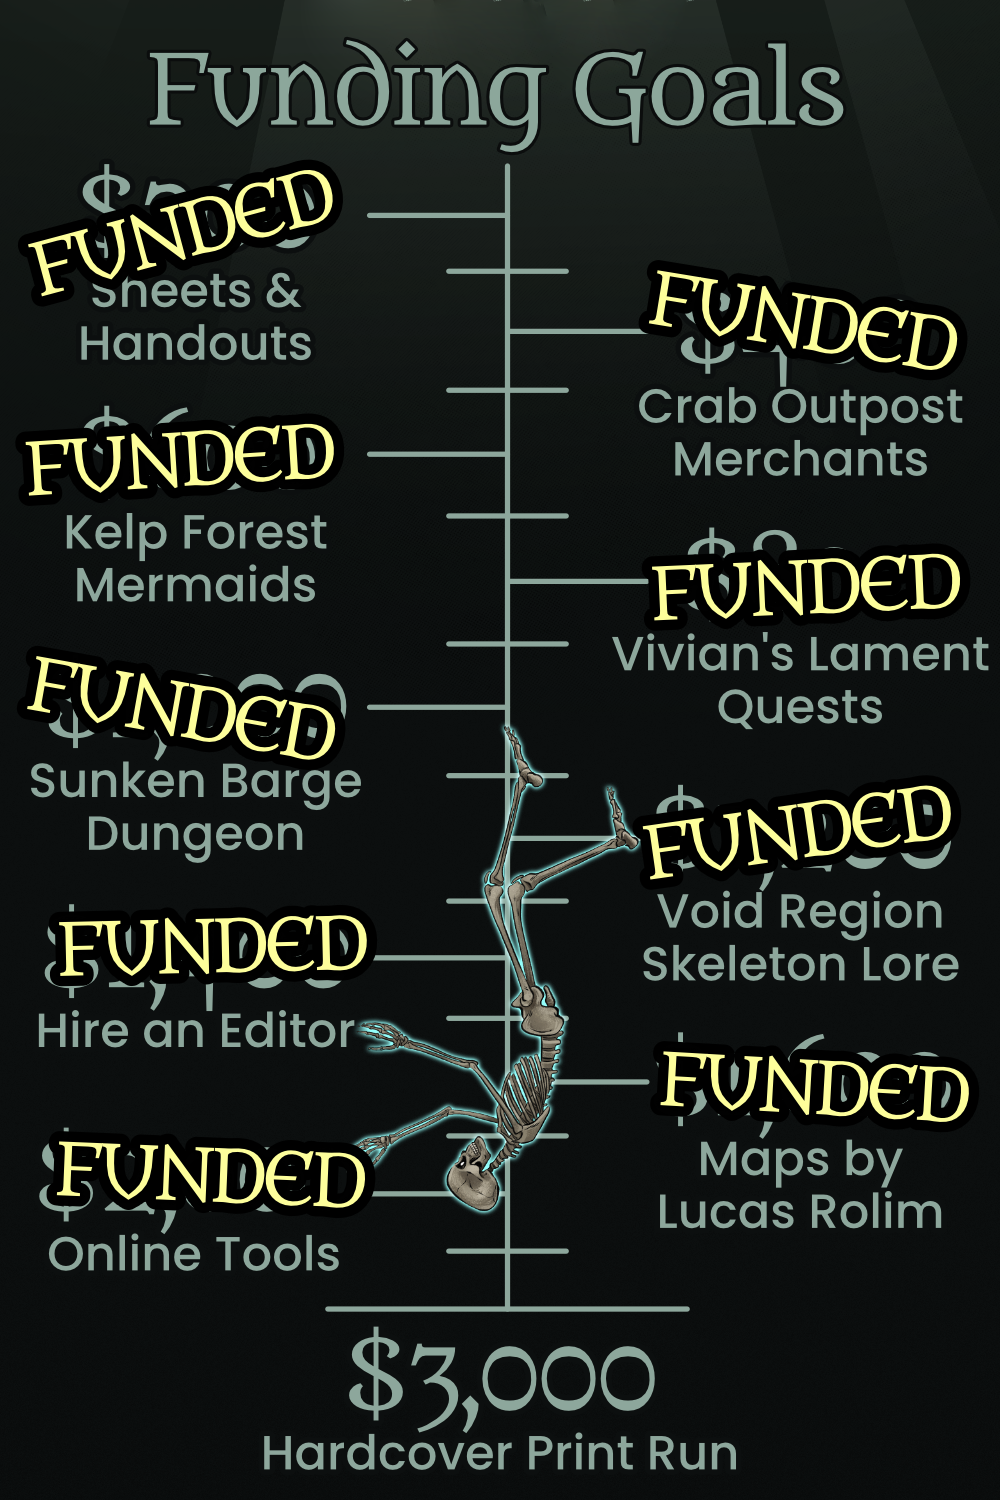 Funding Goals
FUNDED
Sheets &
Handouts
FUNDED
Crab Outpost
Merchants
FUNDED
Kelp Forest
Mermaids
FUNDED
Vivian's Lament
Quests
FUNDED
Sunken Barge
Dungeon
FUNDED
Void Region
Skeleton Lore
FUNDED
Hire an Editor
FUNDED
Maps by
Lucas Rolim
FUNDED
Online Tools
$3,000
Hardcover Print Run